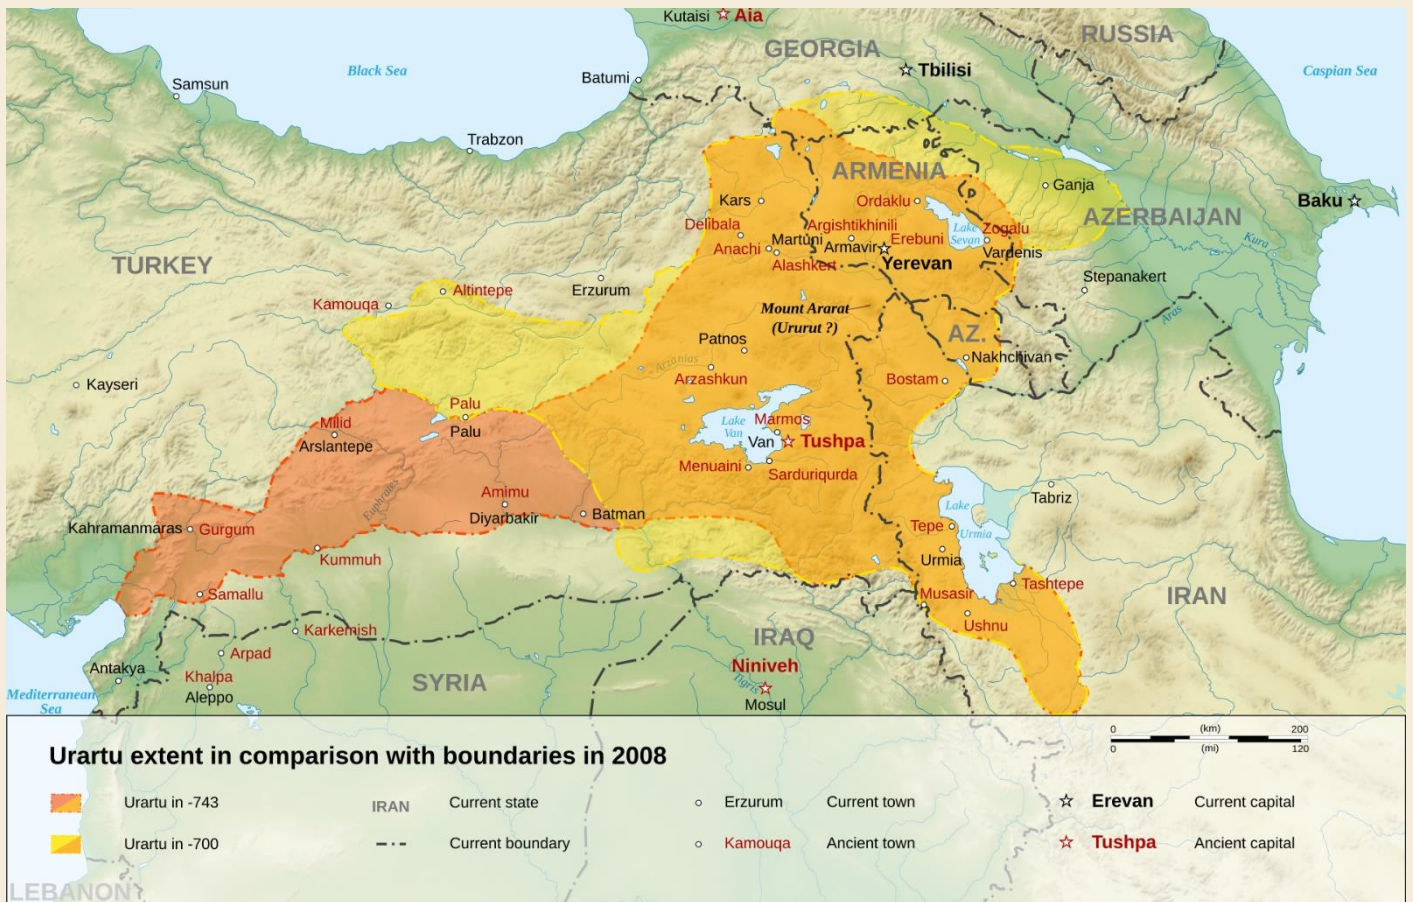 Kutaisi
Aia
RUSSIA
GEORGIA
Black Sea
Tbilisi
Caspian Sea
Batumi
Samsun
Trabzon
ARMENIA
Ganja
Kars
Ordaklu
Baku
AZERBAIJAN
Delibala
Argishtikhinili
Lake
Sevan
Zogalu
Martuni
Erebuni
Anachi
Armavir
Vardenis
Kura
TURKEY
Alashkert
Yerevan
Stepanakert
Altintepe
Erzurum
Kamouqa
Mount Ararat
(Ururut ?)
Aras
AZ.
Patnos
Nakhchivan
Arzanias
Kayseri
Arzashkun
Bostam
Palu
Milid
Marmos
Lake
Van
Palu
Arslantepe
Van
Tushpa
Menuaini
Sarduriqurda
Euphrates
Amimu
Tabriz
Diyarbakir
Batman
Lake
Urmia
Kahramanmaras
Gurgum
Tepe
Kummuh
Urmia
Tashtepe
Samallu
Musasir
IRAN
Ushnu
Karkemish
IRAQ
Arpad
Niniveh
Antakya
Khalpa
SYRIA
Tigris
Mediterranean
Sea
Aleppo
Mosul
Urartu extent in comparison with boundaries in 2008
0 (km) 200
0 (mi) 120
Urartu in -743
IRAN Current state
Erzurum Current town
Erevan Current capital
Urartu in -700
Current boundary
Kamouqa Ancient town
Tushpa Ancient capital
LEBANON